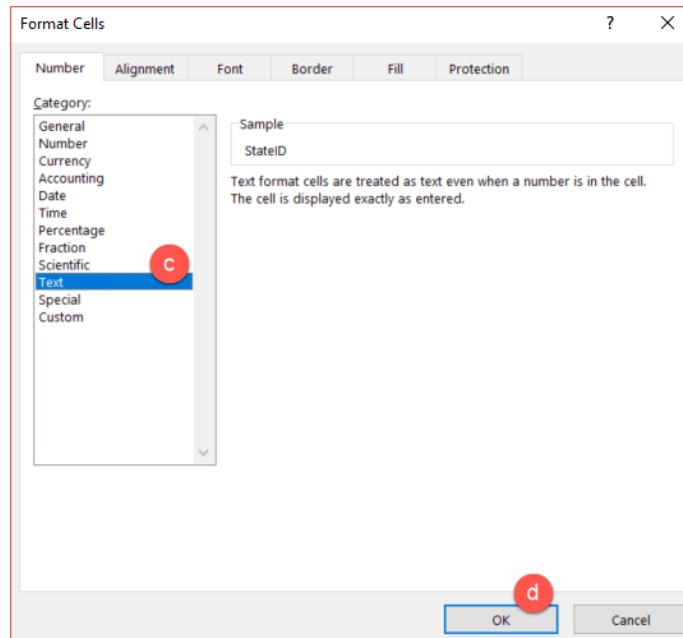 Format Cells ? X
Number Alignment Font Border Fill Protection
Category:
General
Number
Currency
Accounting
Date
Time
Percentage
Fraction
Scientific
Text
Special
Custom
c
Sample
StateID
Text format cells are treated as text even when a number is in the cell.
The cell is displayed exactly as entered.
d
OK Cancel